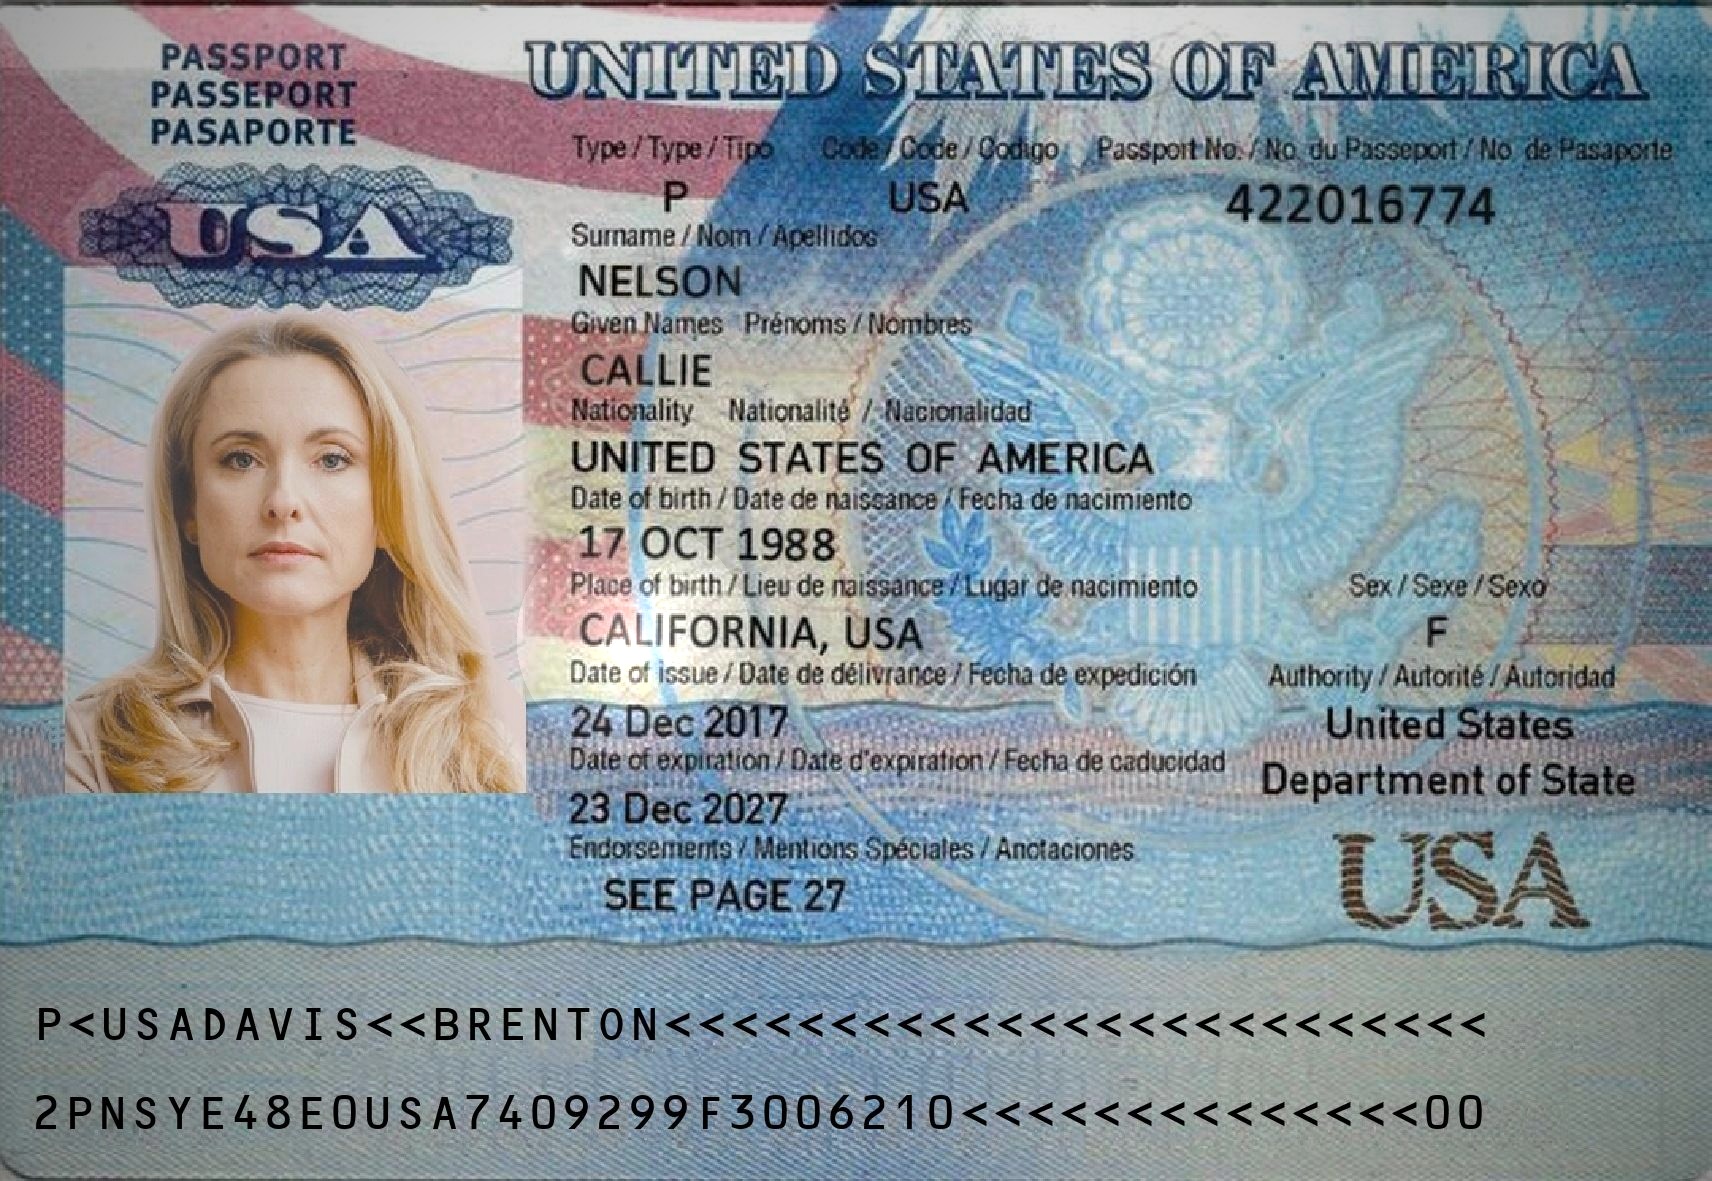 PASSPORT
PASSEPORT
PASAPORTE
USA
UNITED STATES OF AMERICA
Type / Type / Tipo Code / Code / Codigo Passport No. / No. du Passeport / No de Pasaporte
P USA 422016774
Surname / Nom / Apellidos
NELSON
Given Names Prénoms / Nombres
CALLIE
Nationality Nationalité / Nacionalidad
UNITED STATES OF AMERICA
Date of birth / Date de naissance / Fecha de nacimiento
17 OCT 1988
Place of birth / Lieu de naissance / Lugar de nacimiento Sex / Sexe / Sexo
CALIFORNIA, USA F
Date of issue / Date de délivrance / Fecha de expedición Authority / Autorité / Autoridad
24 Dec 2017 United States
Date of expiration / Date d'expiration / Fecha de caducidad Department of State
23 Dec 2027
Endorsements / Mentions Spéciales / Anotaciones
SEE PAGE 27
USA
P<USADAVIS<<BRENTON<<<<<<<<<<<<<<<<<<<<<<<<<
2PNSYE48E0USA7409299F3006210<<<<<<<<<<<<<<00